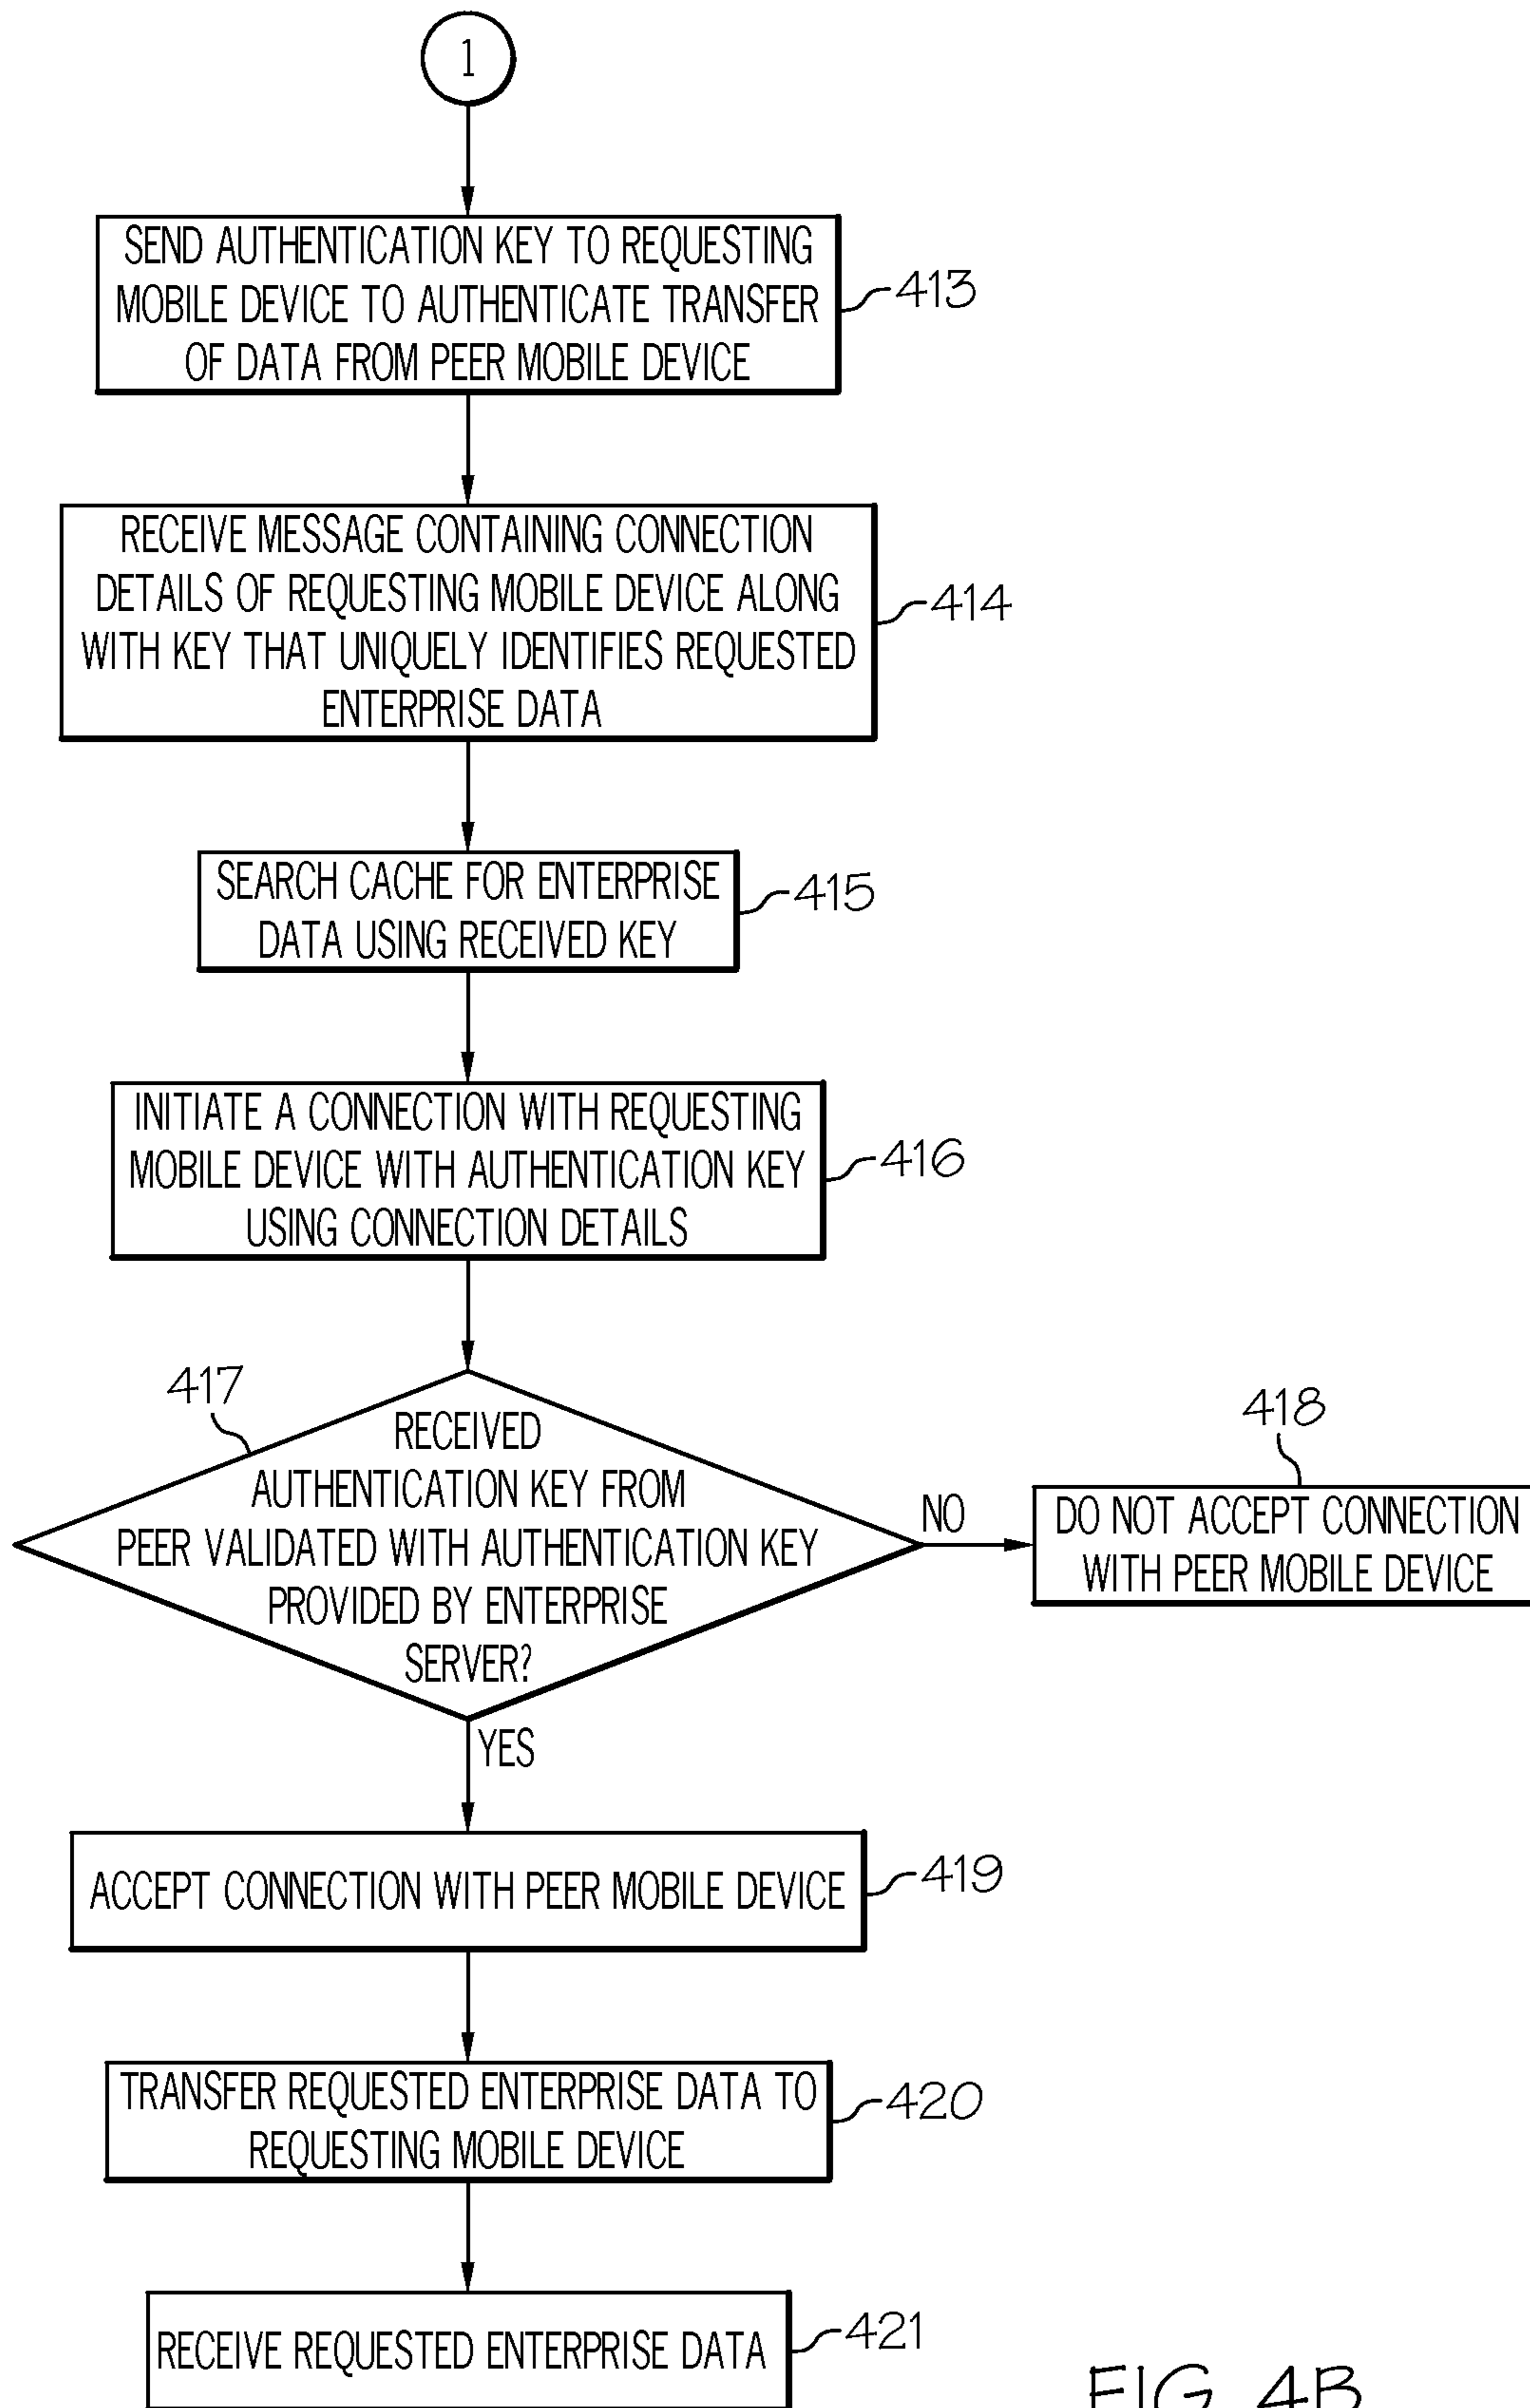 1
SEND AUTHENTICATION KEY TO REQUESTING
MOBILE DEVICE TO AUTHENTICATE TRANSFER
OF DATA FROM PEER MOBILE DEVICE
413
RECEIVE MESSAGE CONTAINING CONNECTION
DETAILS OF REQUESTING MOBILE DEVICE ALONG
WITH KEY THAT UNIQUELY IDENTIFIES REQUESTED
ENTERPRISE DATA
414
SEARCH CACHE FOR ENTERPRISE
DATA USING RECEIVED KEY
415
INITIATE A CONNECTION WITH REQUESTING
MOBILE DEVICE WITH AUTHENTICATION KEY
USING CONNECTION DETAILS
416
417
RECEIVED
AUTHENTICATION KEY FROM
PEER VALIDATED WITH AUTHENTICATION KEY
PROVIDED BY ENTERPRISE
SERVER?
NO
418
DO NOT ACCEPT CONNECTION
WITH PEER MOBILE DEVICE
YES
ACCEPT CONNECTION WITH PEER MOBILE DEVICE
419
TRANSFER REQUESTED ENTERPRISE DATA TO
REQUESTING MOBILE DEVICE
420
RECEIVE REQUESTED ENTERPRISE DATA
421
FIG. 4B